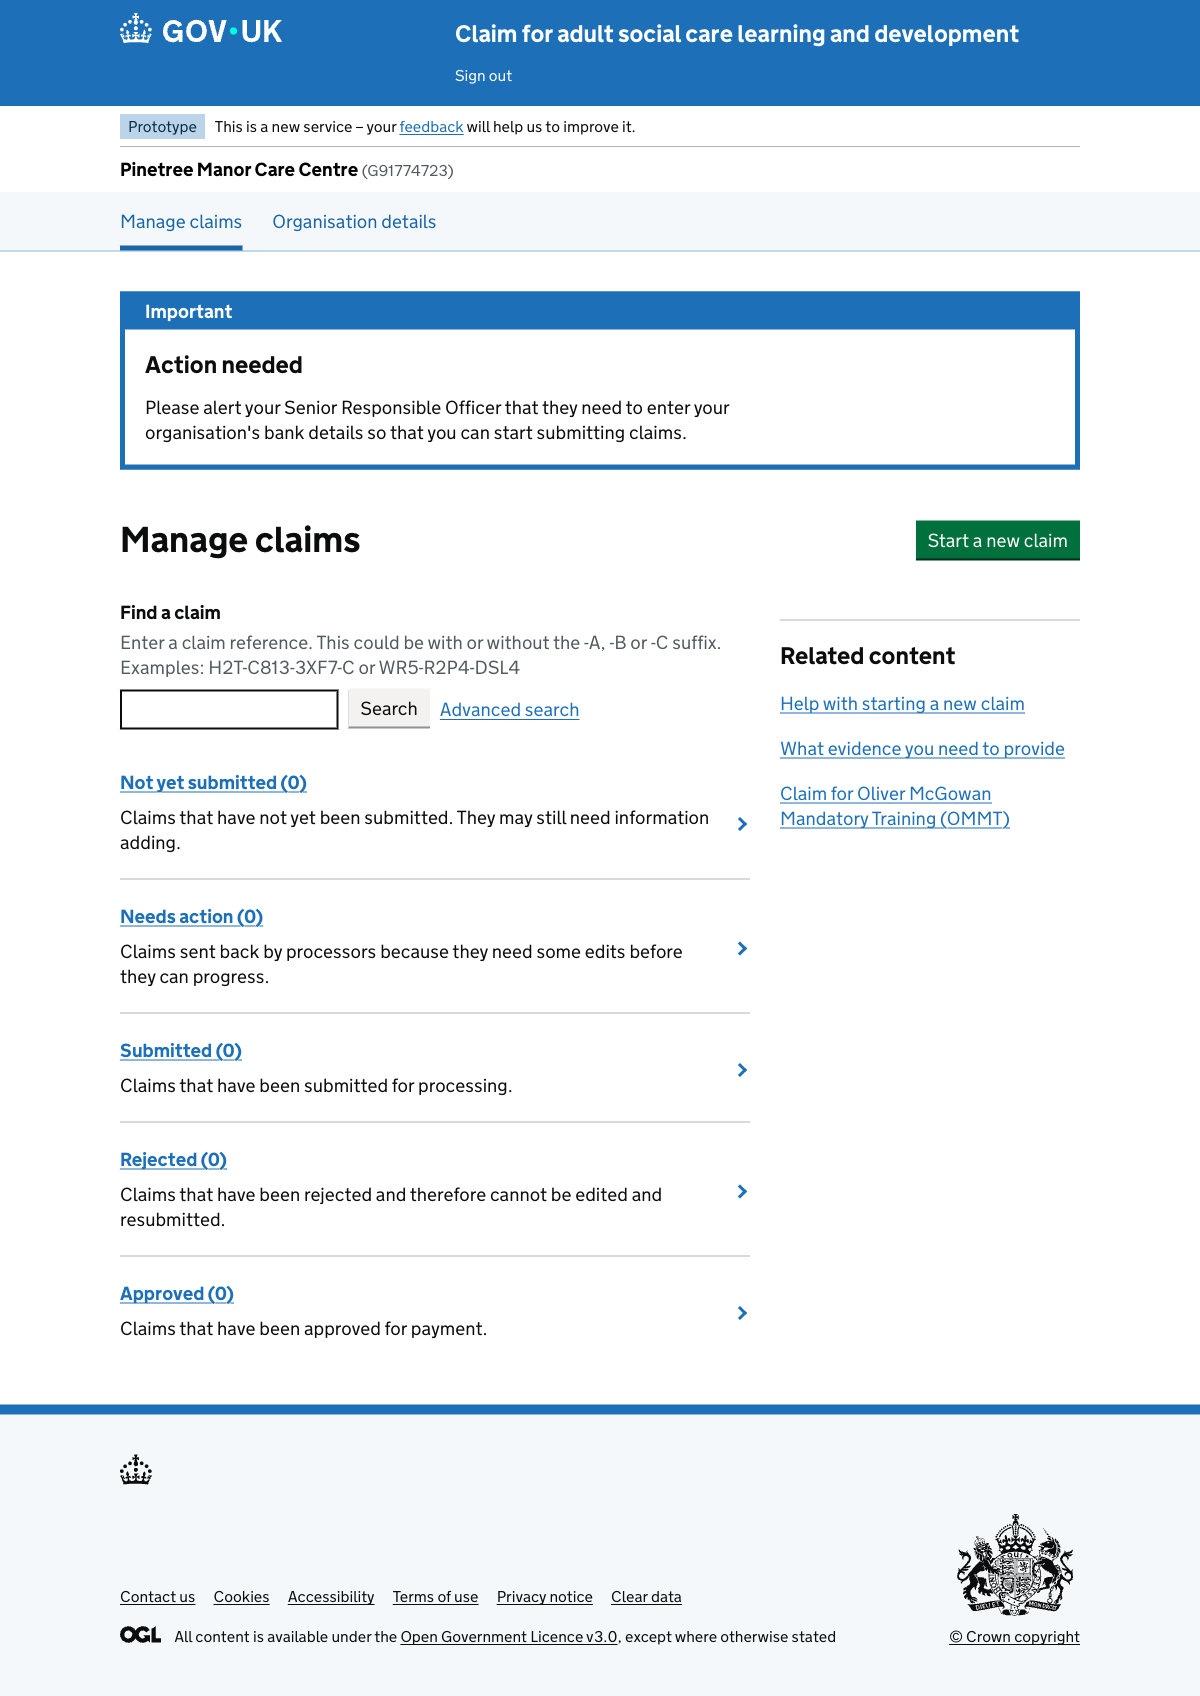 GOV·UK
Claim for adult social care learning and development
Sign out
Prototype This is a new service – your feedback will help us to improve it.
Pinetree Manor Care Centre (G91774723)
Manage claims Organisation details
Important
Action needed
Please alert your Senior Responsible Officer that they need to enter your
organisation's bank details so that you can start submitting claims.
Manage claims
Start a new claim
Find a claim
Enter a claim reference. This could be with or without the -A, -B or -C suffix.
Examples: H2T-C813-3XF7-C or WR5-R2P4-DSL4
Search Advanced search
Not yet submitted (0)
Claims that have not yet been submitted. They may still need information
adding.
Needs action (0)
Claims sent back by processors because they need some edits before
they can progress.
Submitted (0)
Claims that have been submitted for processing.
Rejected (0)
Claims that have been rejected and therefore cannot be edited and
resubmitted.
Approved (0)
Claims that have been approved for payment.
Related content
Help with starting a new claim
What evidence you need to provide
Claim for Oliver McGowan
Mandatory Training (OMMT)
Contact us Cookies Accessibility Terms of use Privacy notice Clear data
OGL All content is available under the Open Government Licence v3.0, except where otherwise stated
© Crown copyright